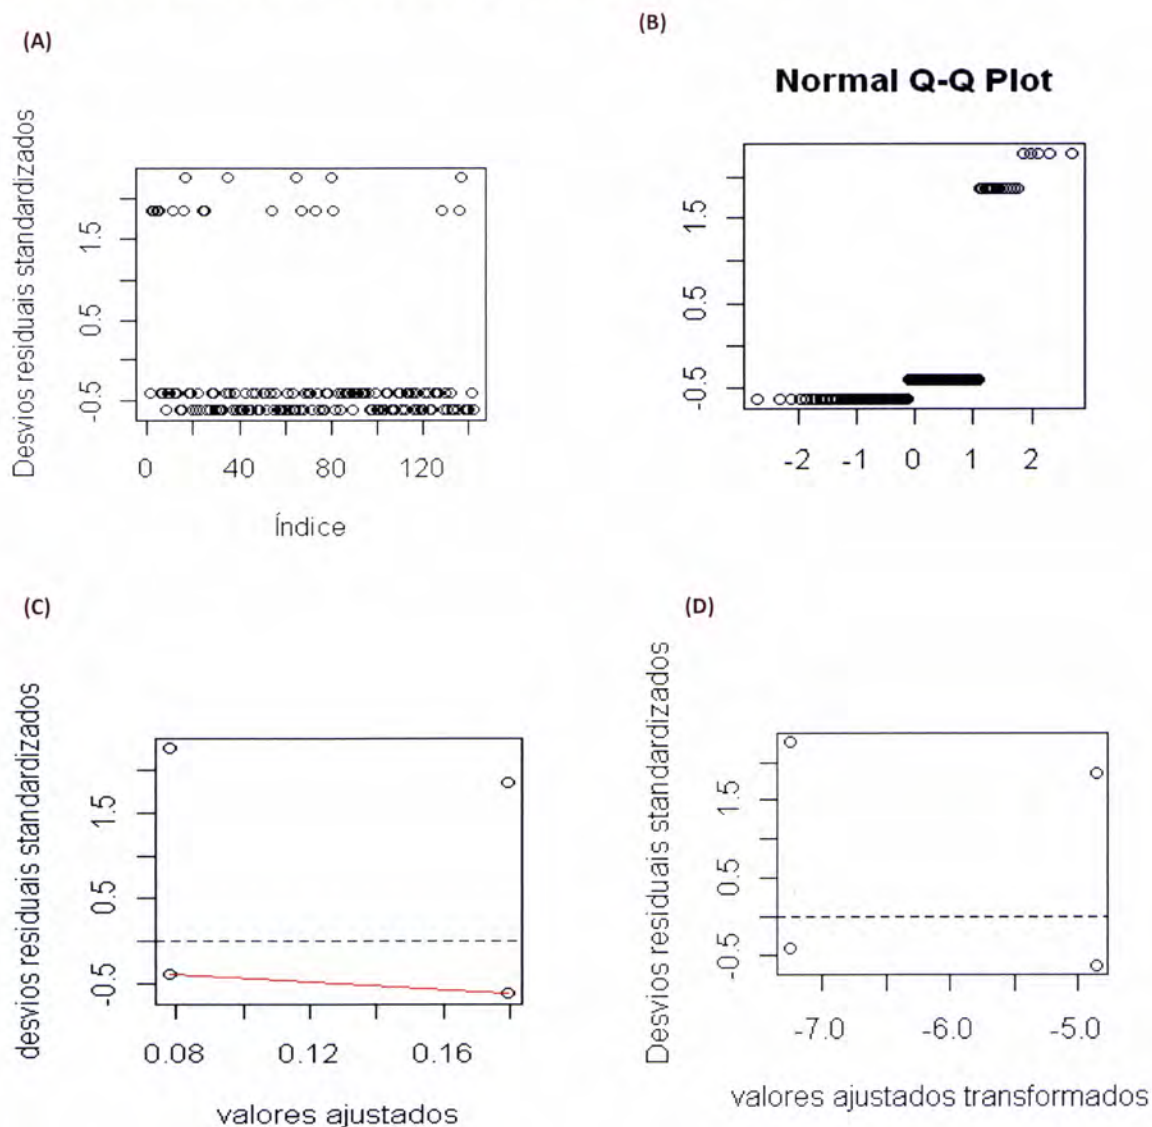 (A)
Desvios residuais standardizados
1.5
0.5
-0.5
0
40
80
120
Índice
(B)
Normal Q-Q Plot
1.5
0.5
-0.5
-2
-1
0
1
2
(C)
desvios residuais standardizados
1.5
0.5
-0.5
0.08
0.12
0.16
valores ajustados
(D)
Desvios residuais standardizados
1.5
0.5
-0.5
-7.0
-6.0
-5.0
valores ajustados transformados